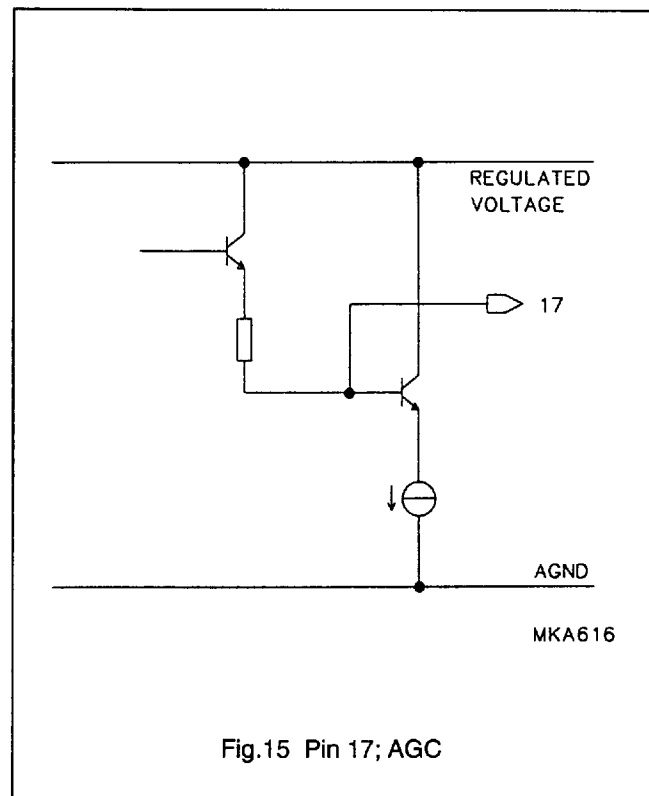 REGULATED
VOLTAGE
17
AGND
MKA616
Fig.15 Pin 17; AGC